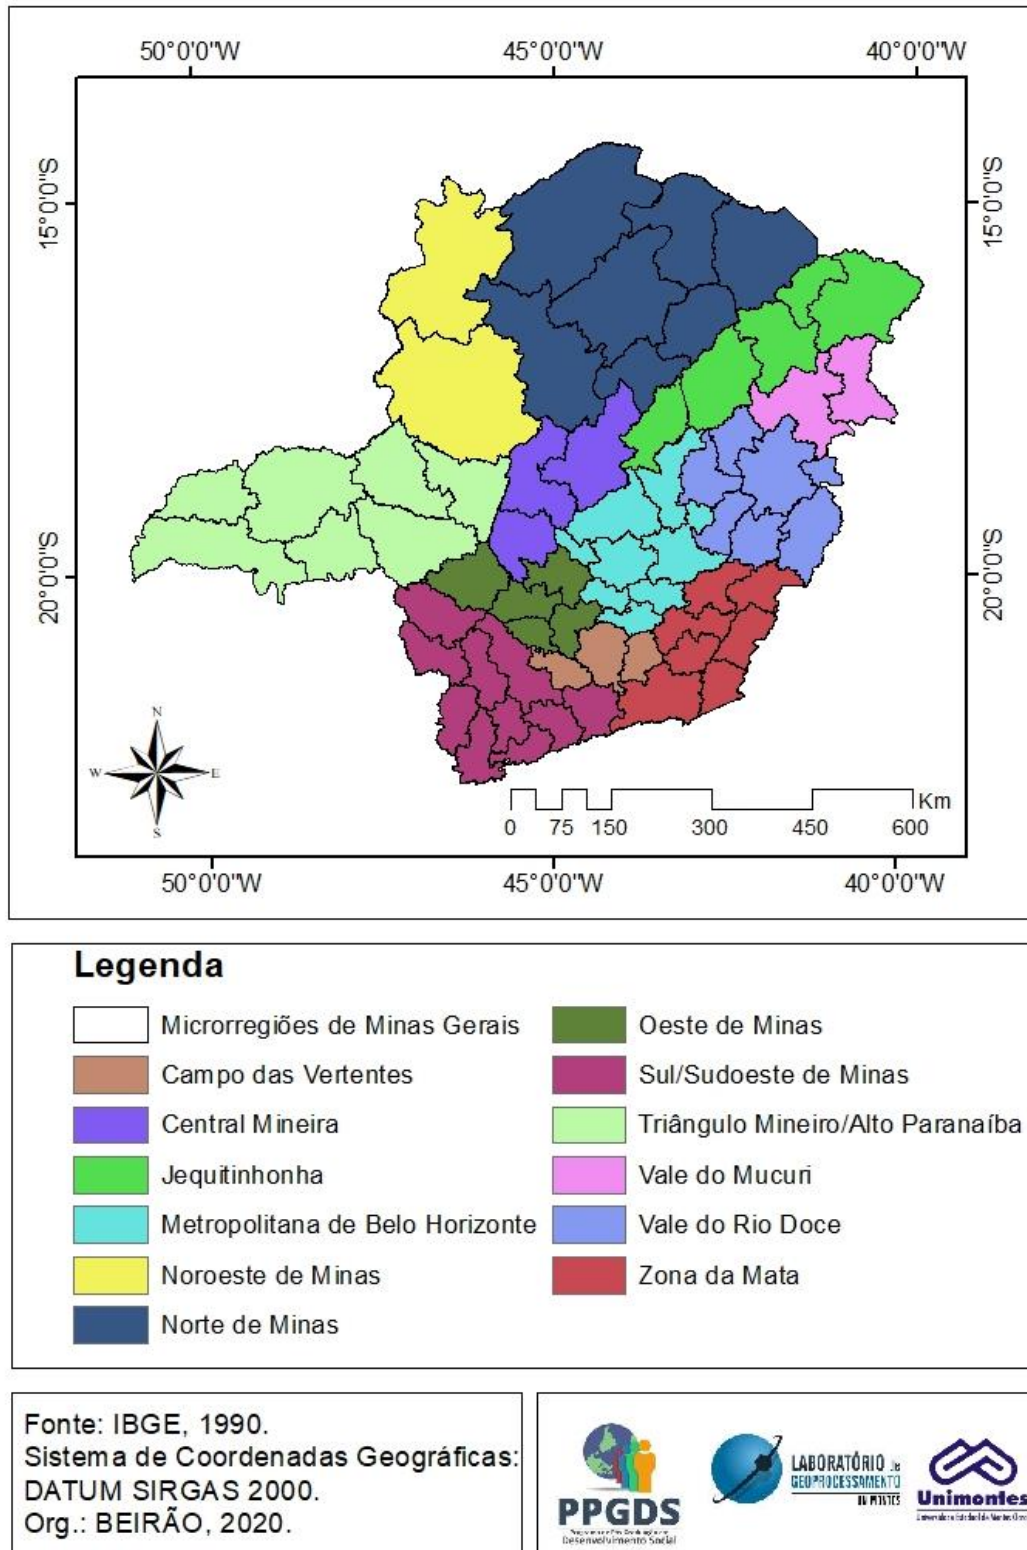 50°0'0"W 45°0'0"W 40°0'0"W
15°0'0"S 15°0'0"S
20°0'0"S 20°0'0"S
N
W E
S
Km
0 75 150 300 450 600
50°0'0"W 45°0'0"W 40°0'0"W
Legenda
Microrregiões de Minas Gerais
Campo das Vertentes
Central Mineira
Jequitinhonha
Metropolitana de Belo Horizonte
Noroeste de Minas
Norte de Minas
Oeste de Minas
Sul/Sudoeste de Minas
Triângulo Mineiro/Alto Paranaíba
Vale do Mucuri
Vale do Rio Doce
Zona da Mata
Fonte: IBGE, 1990.
Sistema de Coordenadas Geográficas:
DATUM SIRGAS 2000.
Org.: BEIRÃO, 2020.
PPGDS
Desenvolvimento Social
LABORATÓRIO de
GEOPROCESSAMENTO
UNIMONTES
Unimontes